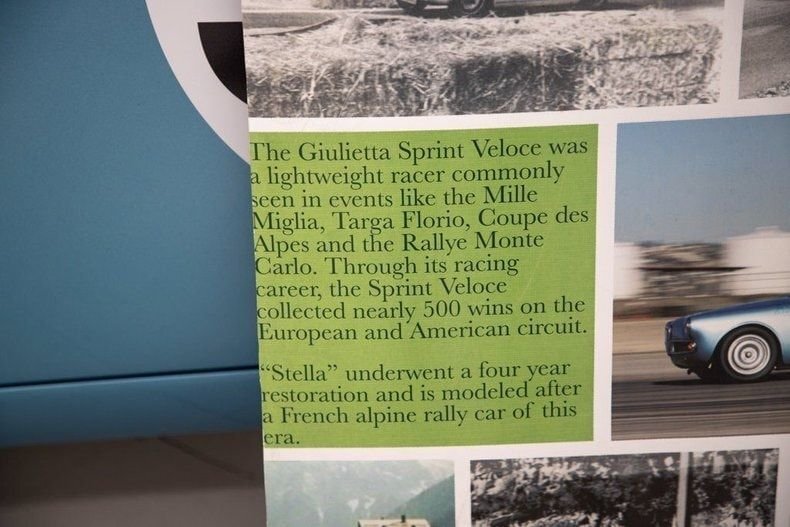 The Giulietta Sprint Veloce was
a lightweight racer commonly
seen in events like the Mille
Miglia, Targa Florio, Coupe des
Alpes and the Rallye Monte
Carlo. Through its racing
career, the Sprint Veloce
collected nearly 500 wins on the
European and American circuit.
“Stella” underwent a four year
restoration and is modeled after
a French alpine rally car of this
era.